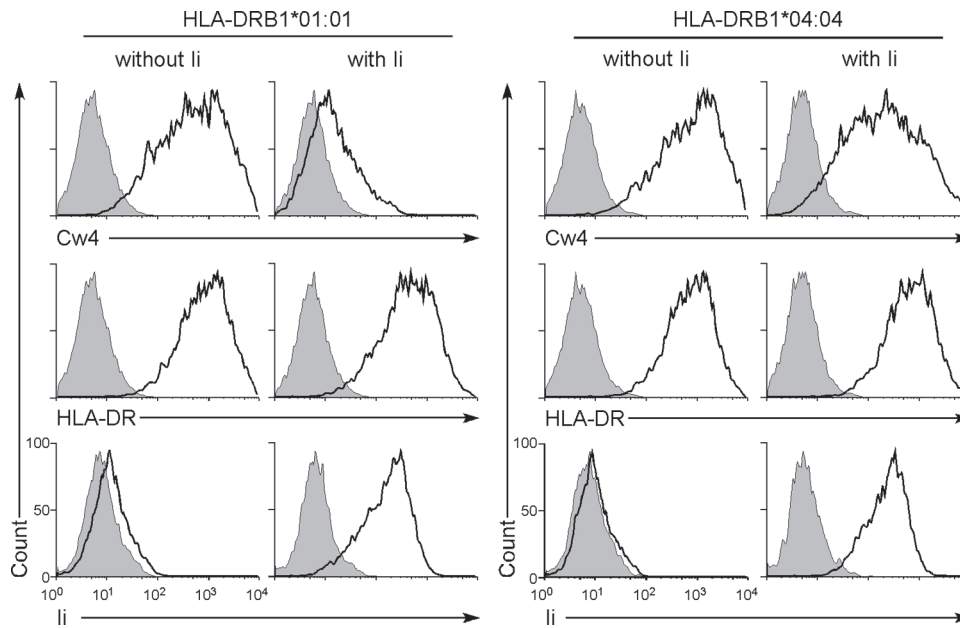 HLA-DRB1*01:01 HLA-DRB1*04:04
without Ii with Ii without Ii with Ii
Cw4 Cw4
HLA-DR HLA-DR
100 100
50 50
0 0
Count Count
10⁰ 10¹ 10² 10³ 10⁴ 10⁰ 10¹ 10² 10³ 10⁴
Ii Ii